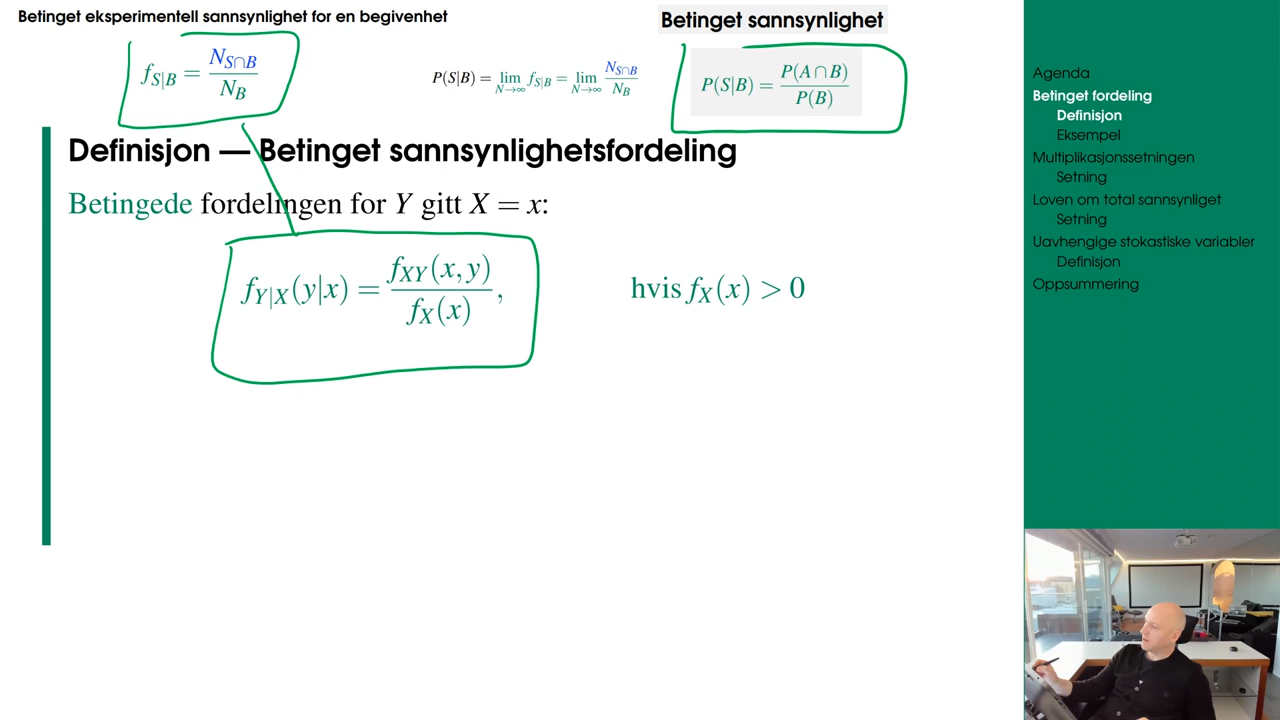 Betinget eksperimentell sannsynlighet for en begivenhet
Betinget sannsynlighet
f_{S|B} = N_{S∩B} / N_B
P(S|B) = lim_{N→∞} f_{S|B} = lim_{N→∞} N_{S∩B} / N_B
P(S|B) = P(A ∩ B) / P(B)
Definisjon — Betinget sannsynlighetsfordeling
Betingede fordelingen for Y gitt X = x:
f_{Y|X}(y|x) = f_{XY}(x,y) / f_X(x), hvis f_X(x) > 0
Agenda
Betinget fordeling
Definisjon
Eksempel
Multiplikasjonssetningen
Setning
Loven om total sannsynliget
Setning
Uavhengige stokastiske variabler
Definisjon
Oppsummering